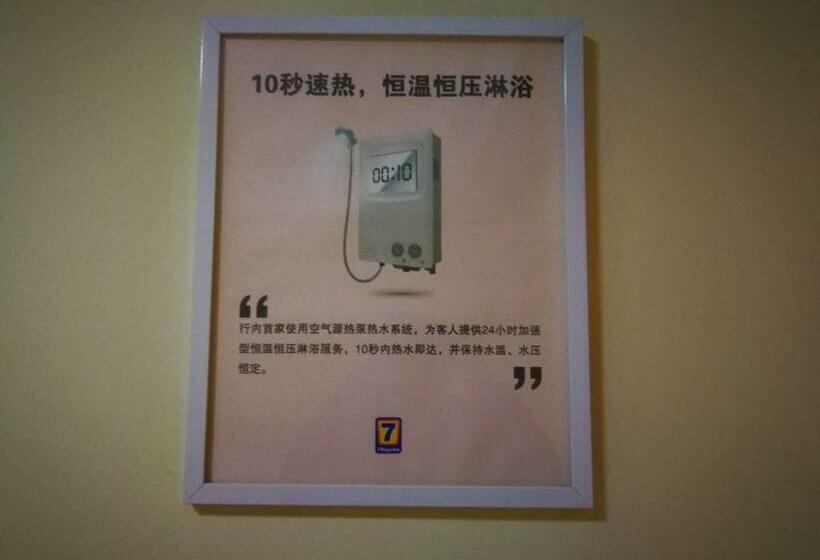 10秒速热，恒温恒压淋浴
00:10
“
行内首家使用空气源热泵热水系统，为客人提供24小时加强
型恒温恒压淋浴服务，10秒内热水即达，并保持水温、水压
恒定。
”
7